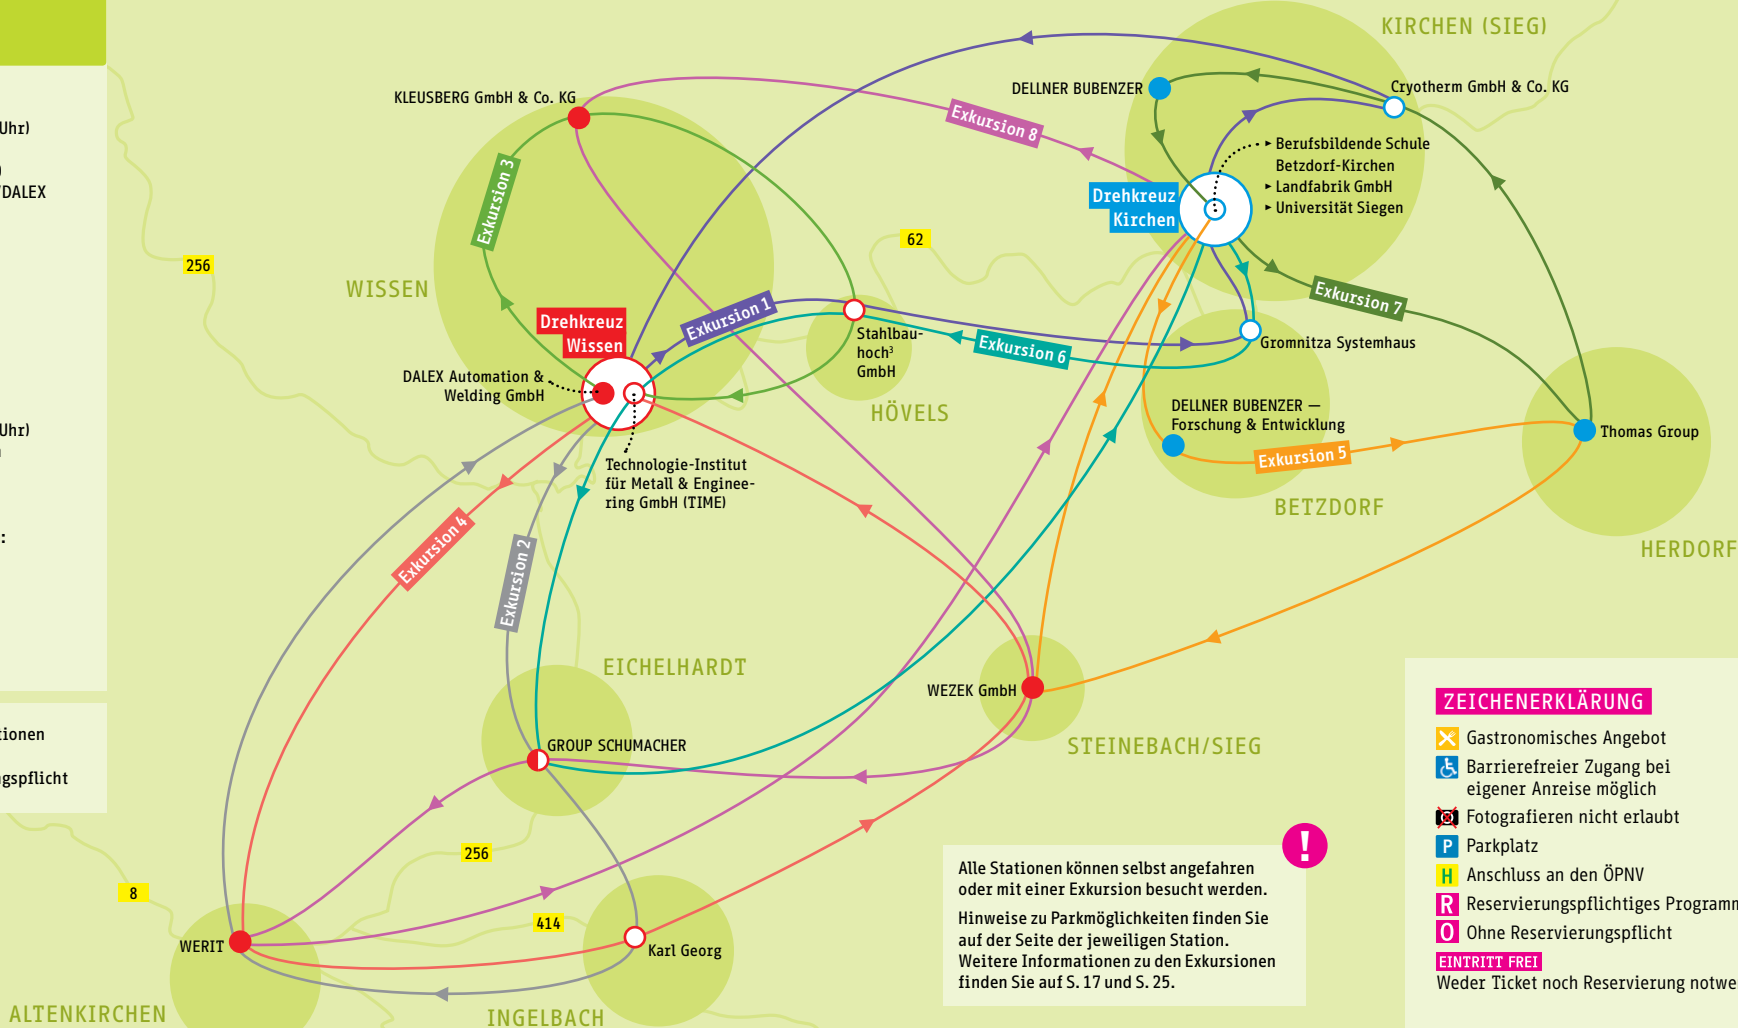 Uhr)
DALEX
Uhr)
:
KIRCHEN (SIEG)
KLEUSBERG GmbH & Co. KG
DELLNER BUBENZER
Cryotherm GmbH & Co. KG
Exkursion 8
Berufsbildende Schule
Betzdorf-Kirchen
Landfabrik GmbH
Universität Siegen
Drehkreuz
Kirchen
Exkursion 3
62
256
WISSEN
Exkursion 7
Drehkreuz
Wissen
Exkursion 1
Stahlbau-
hoch³
GmbH
Exkursion 6
Gromnitza Systemhaus
DALEX Automation &
Welding GmbH
HÖVELS
DELLNER BUBENZER —
Forschung & Entwicklung
Exkursion 5
Thomas Group
Technologie-Institut
für Metall & Enginee-
ring GmbH (TIME)
BETZDORF
HERDORF
Exkursion 4
Exkursion 2
EICHELHARDT
WEZEK GmbH
STEINEBACH/SIEG
GROUP SCHUMACHER
256
8
414
WERIT
Karl Georg
ALTENKIRCHEN
INGELBACH
!
Alle Stationen können selbst angefahren
oder mit einer Exkursion besucht werden.
Hinweise zu Parkmöglichkeiten finden Sie
auf der Seite der jeweiligen Station.
Weitere Informationen zu den Exkursionen
finden Sie auf S. 17 und S. 25.
ZEICHENERKLÄRUNG
Gastronomisches Angebot
Barrierefreier Zugang bei
eigener Anreise möglich
Fotografieren nicht erlaubt
P Parkplatz
H Anschluss an den ÖPNV
R Reservierungspflichtiges Programm
O Ohne Reservierungspflicht
EINTRITT FREI
Weder Ticket noch Reservierung notwe
tionen
gspflicht